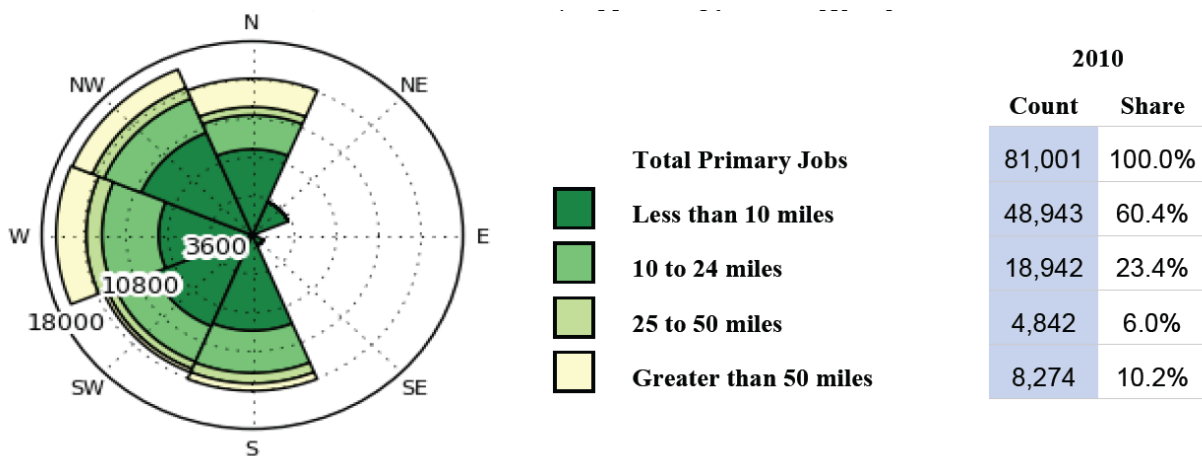 N
NW
NE
W
E
3600
10800
18000
SW
SE
S
2010
Count Share
Total Primary Jobs 81,001 100.0%
Less than 10 miles 48,943 60.4%
10 to 24 miles 18,942 23.4%
25 to 50 miles 4,842 6.0%
Greater than 50 miles 8,274 10.2%